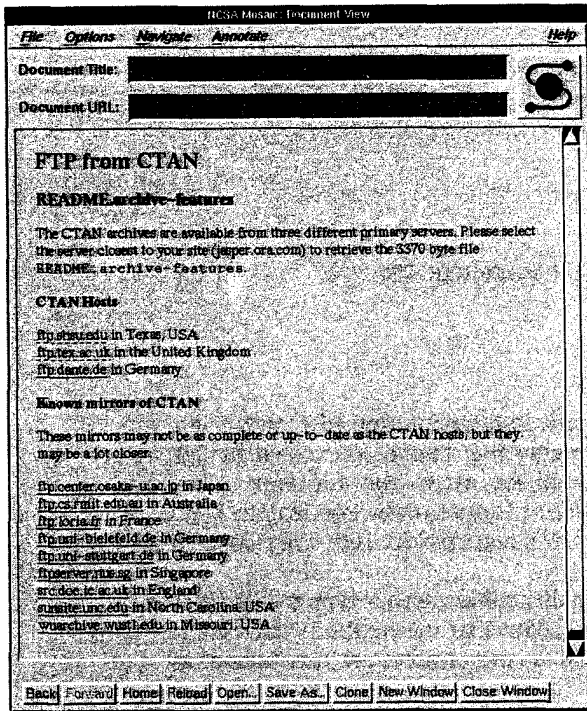 NCSA Mosaic: Document View
File Options Navigate Annotate Help
Document Title:
Document URL:
FTP from CTAN
README.archive-features
The CTAN archives are available from three different primary servers. Please select
the server closest to your site (jasper.ora.com) to retrieve the 3370 byte file
README.archive-features.
CTAN Hosts
ftp.shsu.edu in Texas, USA
ftp.tex.ac.uk in the United Kingdom
ftp.dante.de in Germany
Known mirrors of CTAN
These mirrors may not be as complete or up-to-date as the CTAN hosts, but they
may be a lot closer.
ftp.center.osaka-u.ac.jp in Japan
ftp.cs.rmit.edu.au in Australia
ftp.loria.fr in France
ftp.uni-bielefeld.de in Germany
ftp.uni-stuttgart.de in Germany
ftpserver.nus.sg in Singapore
src.doc.ic.ac.uk in England
sunsite.unc.edu in North Carolina, USA
wuarchive.wustl.edu in Missouri, USA
Back Forward Home Reload Open... Save As... Clone New Window Close Window